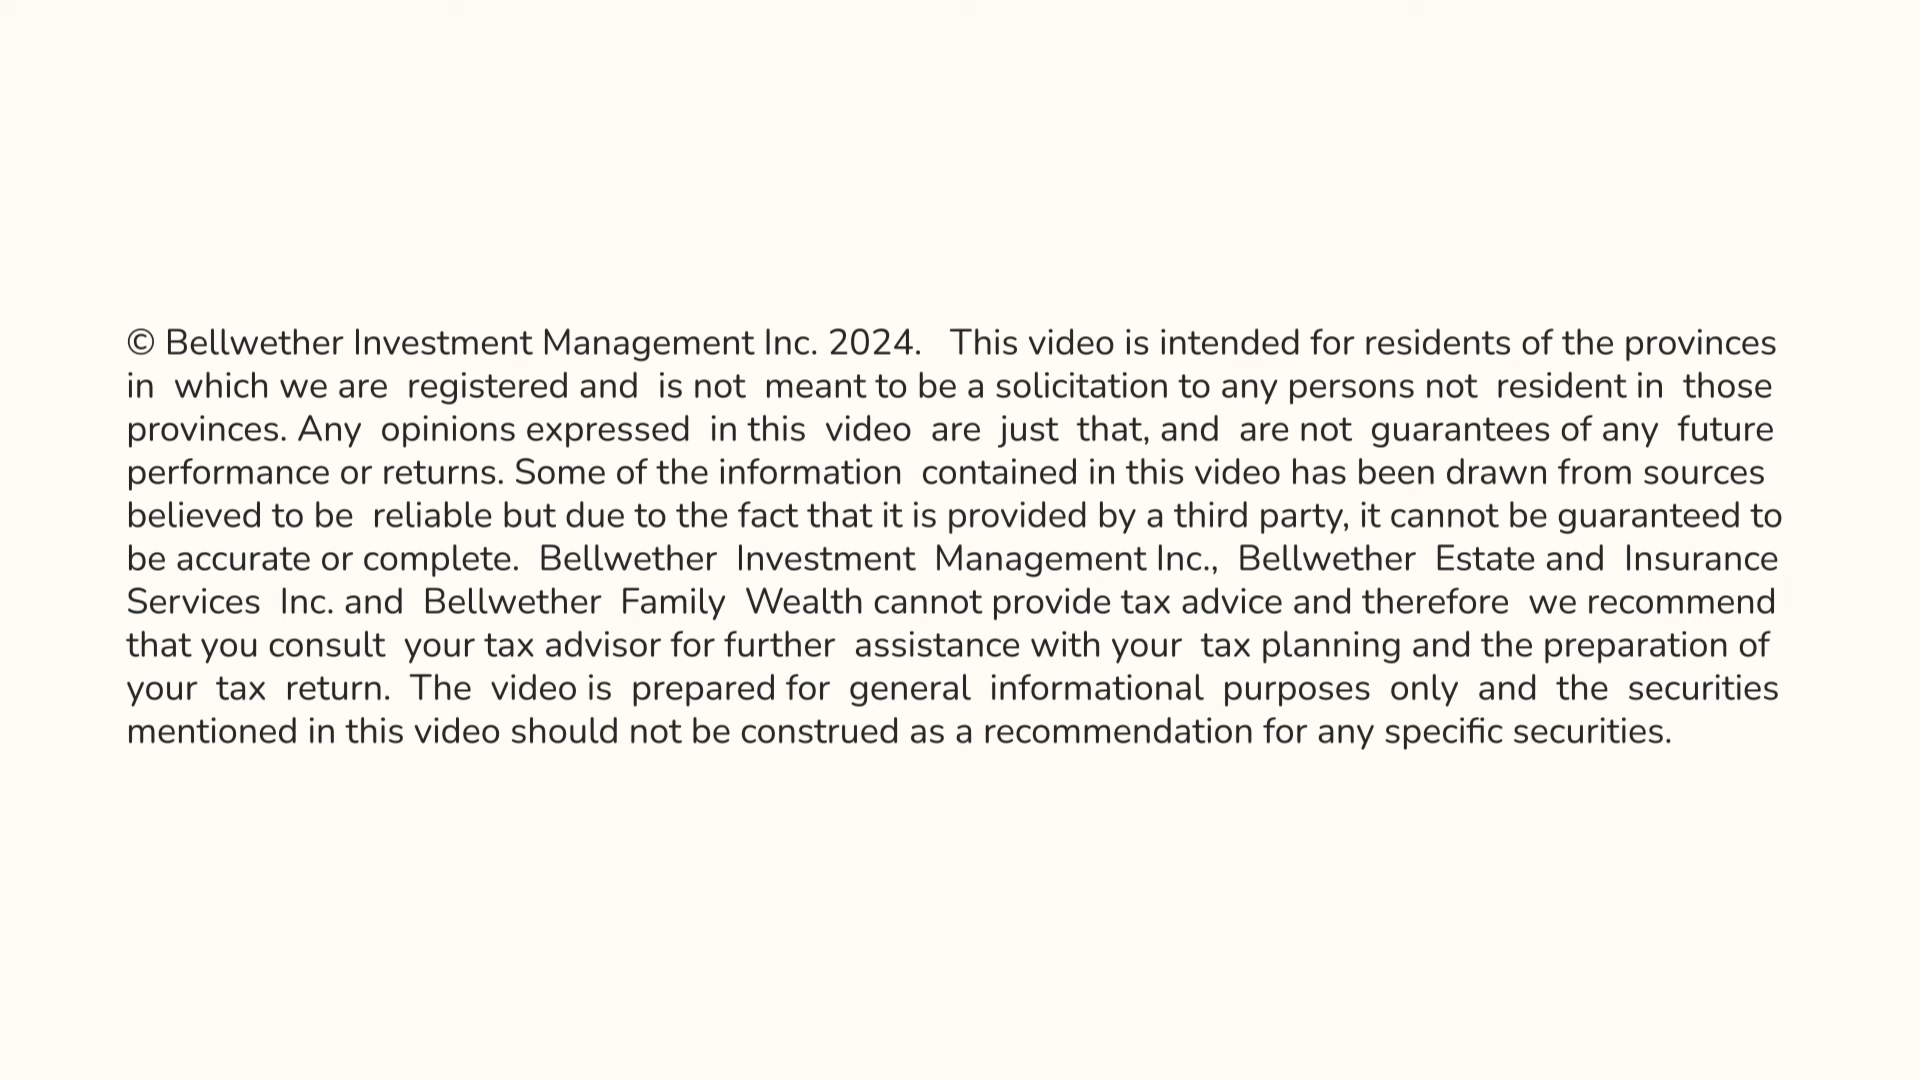 © Bellwether Investment Management Inc. 2024.   This video is intended for residents of the provinces
in  which we are  registered and  is not  meant to be a solicitation to any persons not  resident in  those
provinces. Any  opinions expressed  in this  video  are  just  that, and  are not  guarantees of any  future
performance or returns. Some of the information  contained in this video has been drawn from sources
believed to be  reliable but due to the fact that it is provided by a third party, it cannot be guaranteed to
be accurate or complete.  Bellwether  Investment  Management Inc.,  Bellwether  Estate and  Insurance
Services  Inc. and  Bellwether  Family  Wealth cannot provide tax advice and therefore  we recommend
that you consult  your tax advisor for further  assistance with your  tax planning and the preparation of
your  tax  return.  The  video is  prepared for  general  informational  purposes  only  and  the  securities
mentioned in this video should not be construed as a recommendation for any specific securities.